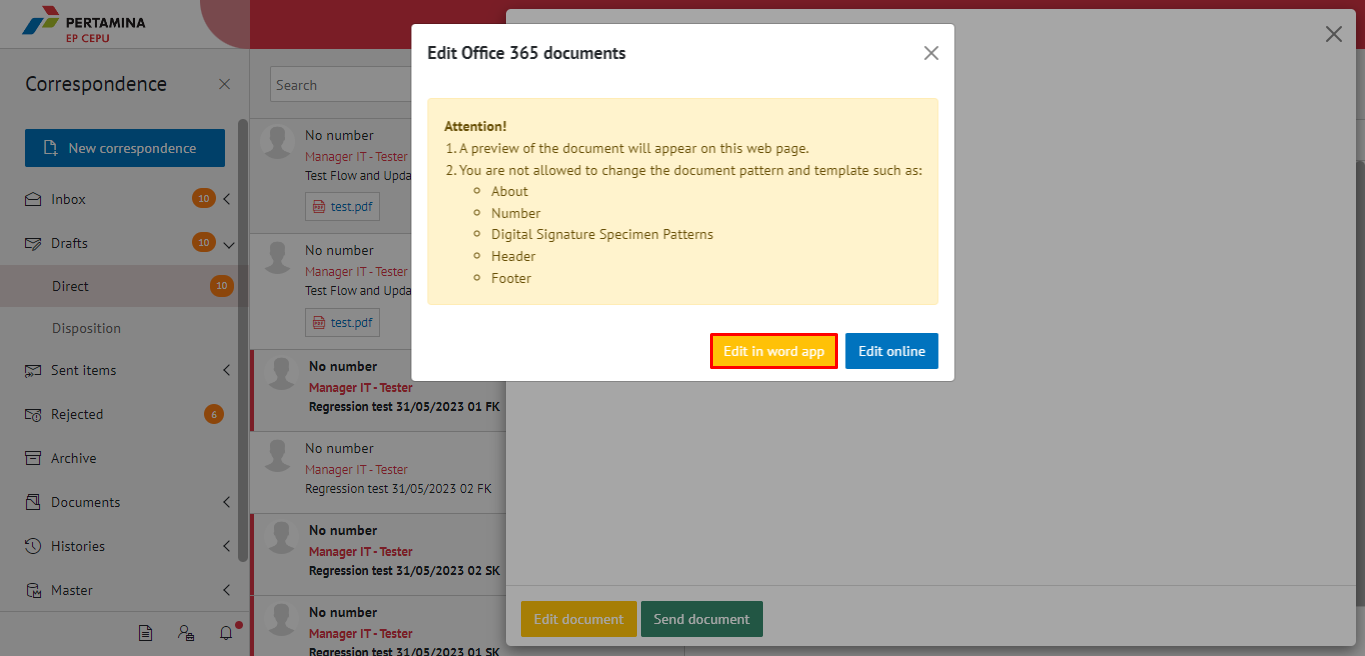 PERTAMINA
EP CEPU
Correspondence
New correspondence
Inbox
10
Drafts
10
Direct
10
Disposition
Sent items
Rejected
6
Archive
Documents
Histories
Master
Search
No number
Manager IT - Tester
Test Flow and Upda
test.pdf
No number
Manager IT - Tester
Test Flow and Upda
test.pdf
No number
Manager IT - Tester
Regression test 31/05/2023 01 FK
No number
Manager IT - Tester
Regression test 31/05/2023 02 FK
No number
Manager IT - Tester
Regression test 31/05/2023 02 SK
No number
Manager IT - Tester
Regression test 31/05/2023 01 SK
Edit Office 365 documents
Attention!
1. A preview of the document will appear on this web page.
2. You are not allowed to change the document pattern and template such as:
About
Number
Digital Signature Specimen Patterns
Header
Footer
Edit in word app
Edit online
Edit document
Send document